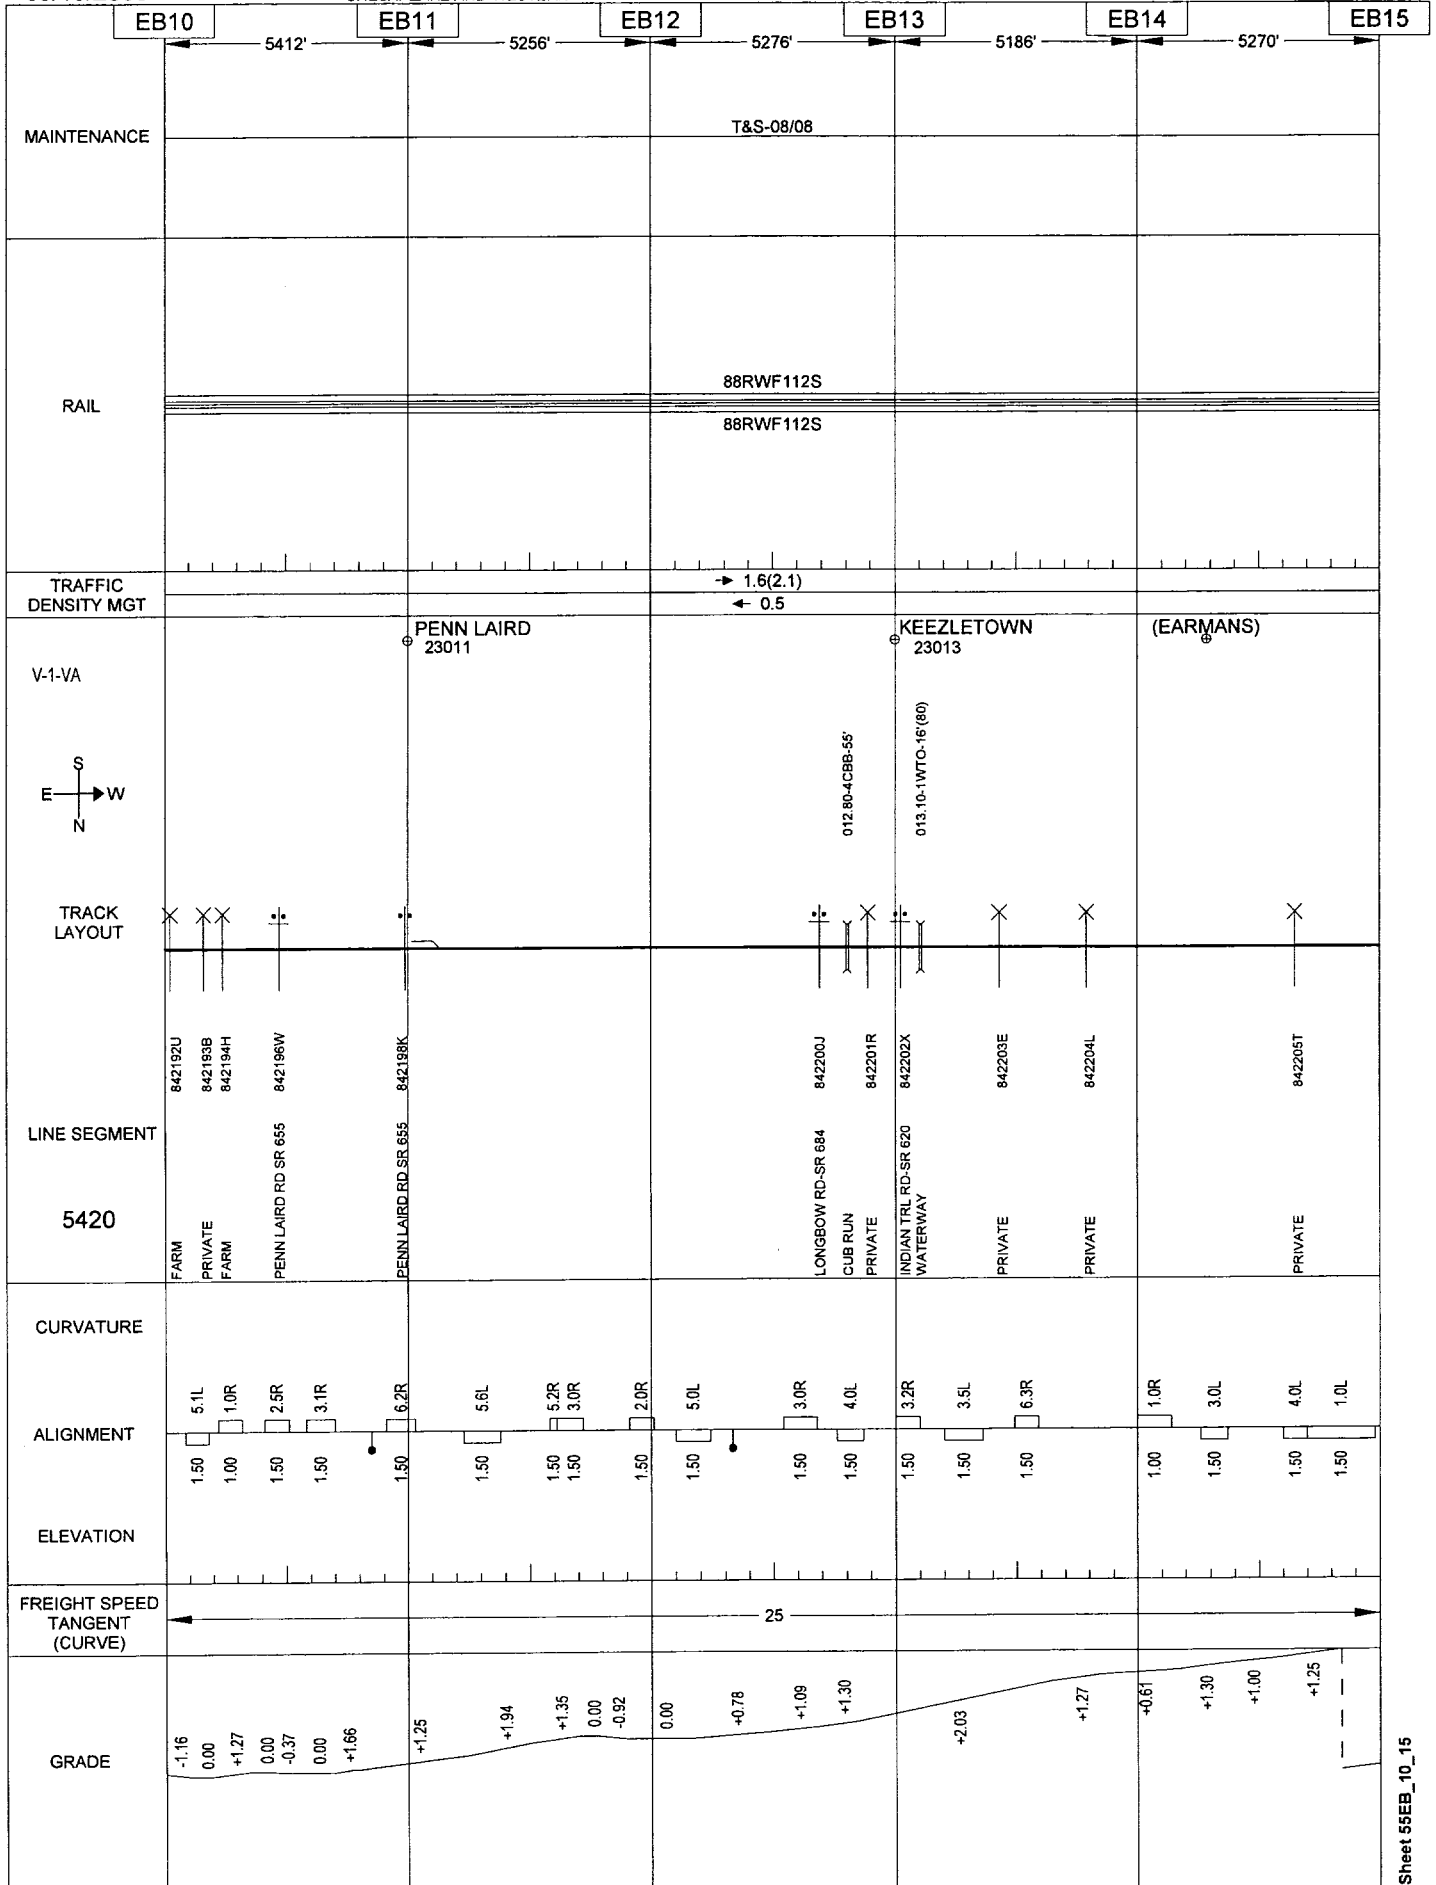 EB10 EB11 EB12 EB13 EB14 EB15
5412' 5256' 5276' 5186' 5270'
MAINTENANCE
T&S-08/08
RAIL
88RWF112S
88RWF112S
TRAFFIC
DENSITY MGT
1.6(2.1)
0.5
PENN LAIRD
23011
KEEZLETOWN
23013
(EARMANS)
V-1-VA
S
E W
N
012.80-4CBB-55'
013.10-1WTO-16'(80)
TRACK
LAYOUT
842192U
842193B
842194H
842196W
842198K
842200J
842201R
842202X
842203E
842204L
842205T
LINE SEGMENT
5420
FARM
PRIVATE
FARM
PENN LAIRD RD SR 655
PENN LAIRD RD SR 655
LONGBOW RD-SR 684
CUB RUN
PRIVATE
INDIAN TRL RD-SR 620
WATERWAY
PRIVATE
PRIVATE
PRIVATE
CURVATURE
5.1L 1.0R 2.5R 3.1R 6.2R 5.6L 5.2R 3.0R 2.0R 5.0L 3.0R 4.0L 3.2R 3.5L 6.3R 1.0R 3.0L 4.0L 1.0L
ALIGNMENT
1.50 1.00 1.50 1.50 1.50 1.50 1.50 1.50 1.50 1.50 1.50 1.50 1.50 1.50 1.50 1.00 1.50 1.50 1.50
ELEVATION
FREIGHT SPEED
TANGENT
(CURVE)
25
GRADE
-1.16 0.00 +1.27 0.00 -0.37 0.00 +1.66 +1.25 +1.94 +1.35 0.00 -0.92 0.00 +0.78 +1.09 +1.30 +2.03 +1.27 +0.61 +1.30 +1.00 +1.25
Sheet 55EB_10_15